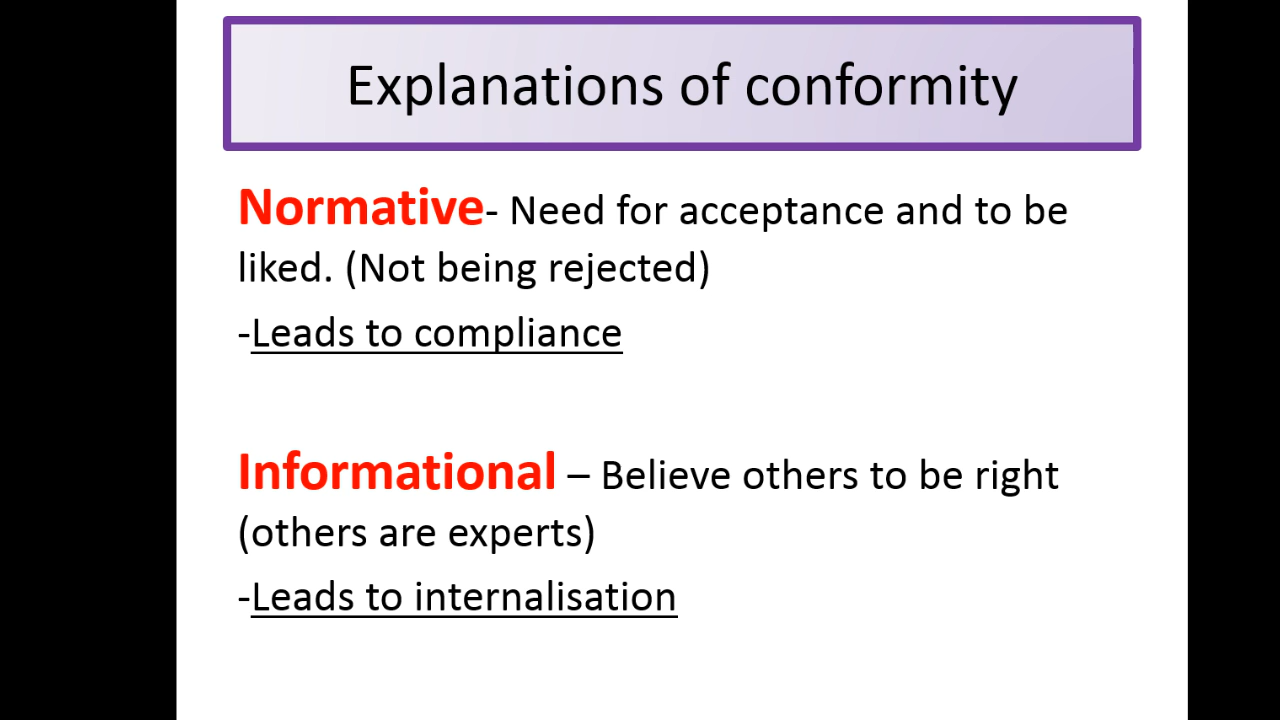 Explanations of conformity
Normative- Need for acceptance and to be
liked. (Not being rejected)
-Leads to compliance
Informational – Believe others to be right
(others are experts)
-Leads to internalisation